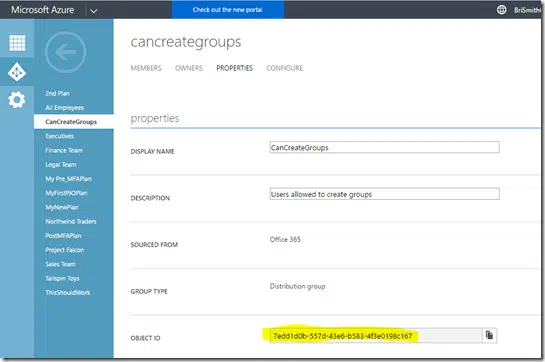 Microsoft Azure
Check out the new portal
BriSmith
cancreategroups
MEMBERS OWNERS PROPERTIES CONFIGURE
2nd Plan
All Employees
CanCreateGroups
Executives
Finance Team
Legal Team
My Pre_MFAPlan
MyFirstPJOPlan
MyNewPlan
Northwind Traders
PostMFAPlan
Project Falcon
Sales Team
Tailspin Toys
ThisShouldWork
properties
DISPLAY NAME
CanCreateGroups
DESCRIPTION
Users allowed to create groups
SOURCED FROM
Office 365
GROUP TYPE
Distribution group
OBJECT ID
7edd1d0b-557d-43e6-b583-4f3e0198c167